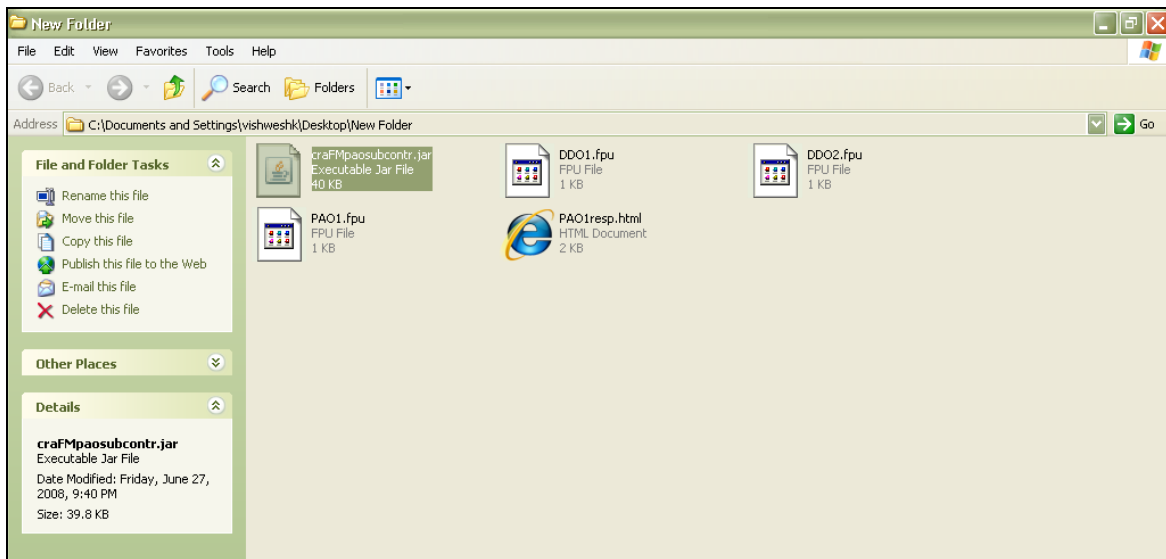 New Folder
File Edit View Favorites Tools Help
Back Search Folders
Address C:\Documents and Settings\vishweshk\Desktop\New Folder Go
File and Folder Tasks
Rename this file
Move this file
Copy this file
Publish this file to the Web
E-mail this file
Delete this file
Other Places
Details
craFMpaosubcontr.jar
Executable Jar File
Date Modified: Friday, June 27,
2008, 9:40 PM
Size: 39.8 KB
craFMpaosubcontr.jar
Executable Jar File
40 KB
DDO1.fpu
FPU File
1 KB
DDO2.fpu
FPU File
1 KB
PAO1.fpu
FPU File
1 KB
PAO1resp.html
HTML Document
2 KB